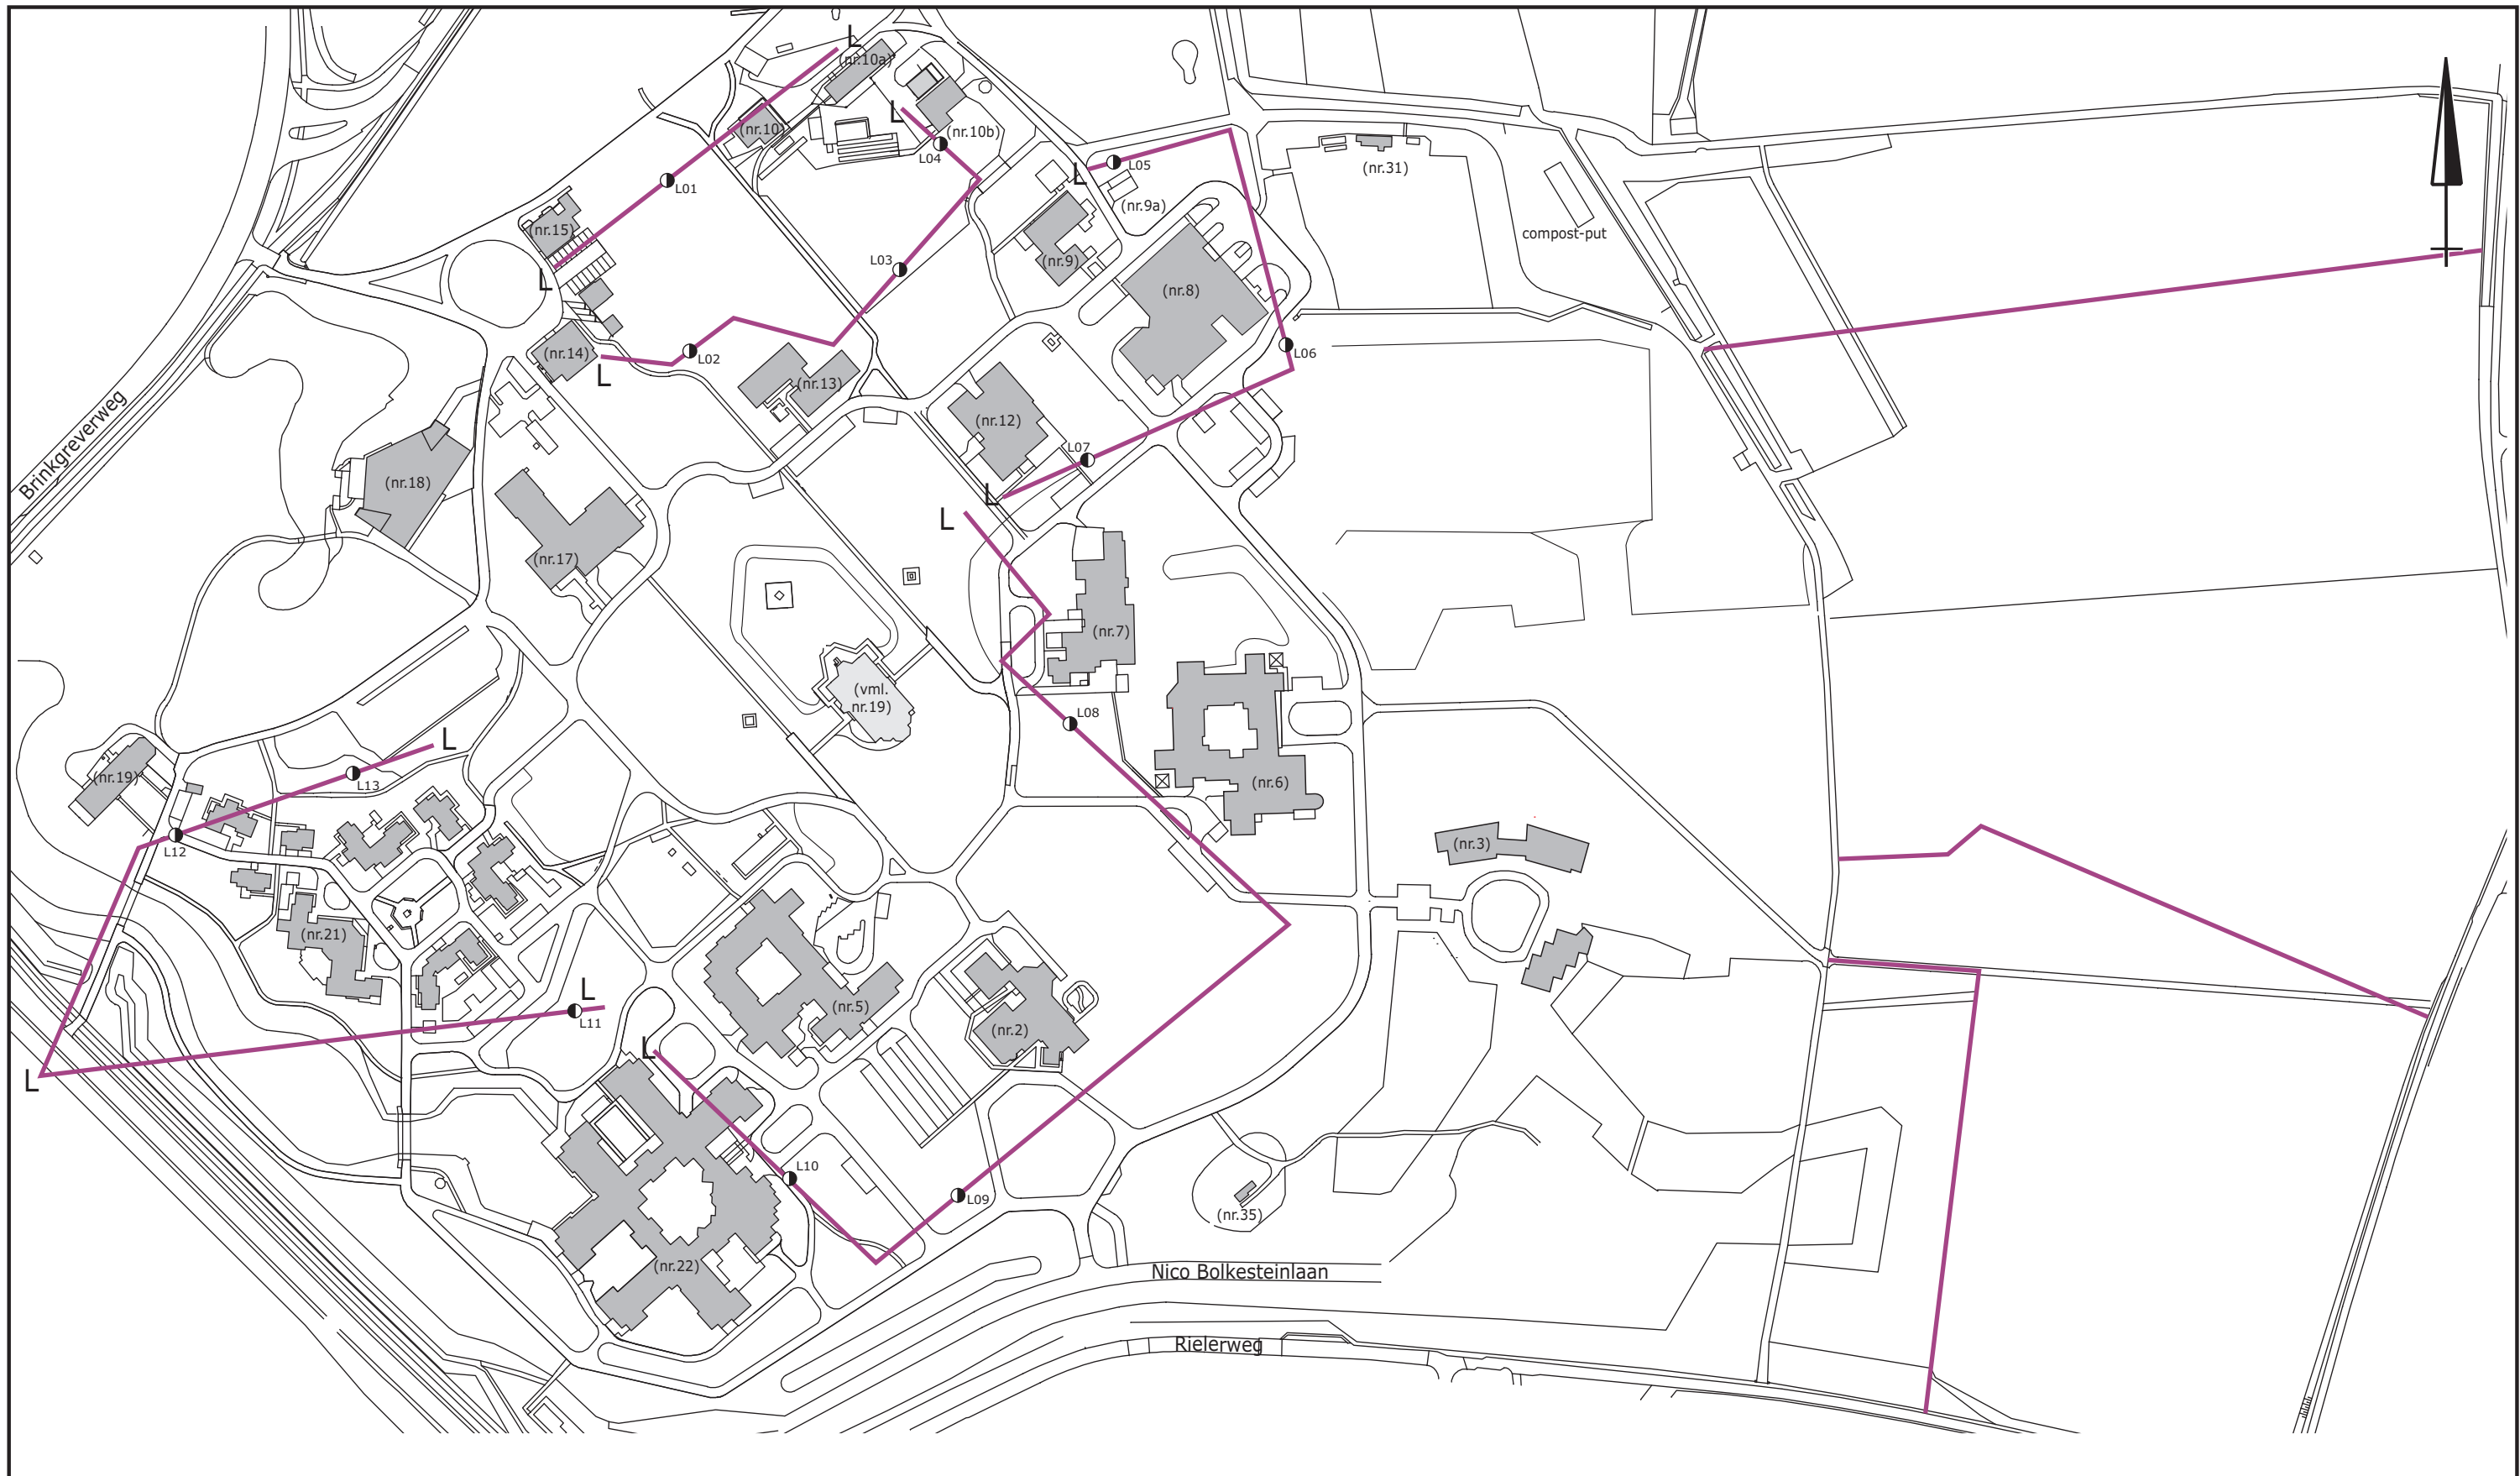 L
(nr.10a)
L
(nr.10)
(nr.10b)
L04
L05
L
(nr.31)
L01
(nr.9a)
(nr.15)
compost-put
L03
(nr.9)
L
(nr.8)
L02
(nr.14)
L06
L
(nr.13)
Brinkgreverweg
(nr.12)
L07
(nr.18)
L
L
(nr.17)
(nr.7)
(vml.
nr.19)
L08
L
(nr.19)
L13
(nr.6)
L12
(nr.3)
(nr.21)
L
(nr.5)
L11
(nr.2)
L
L
L10
L09
(nr.35)
(nr.22)
Nico Bolkesteinlaan
Rielerweg